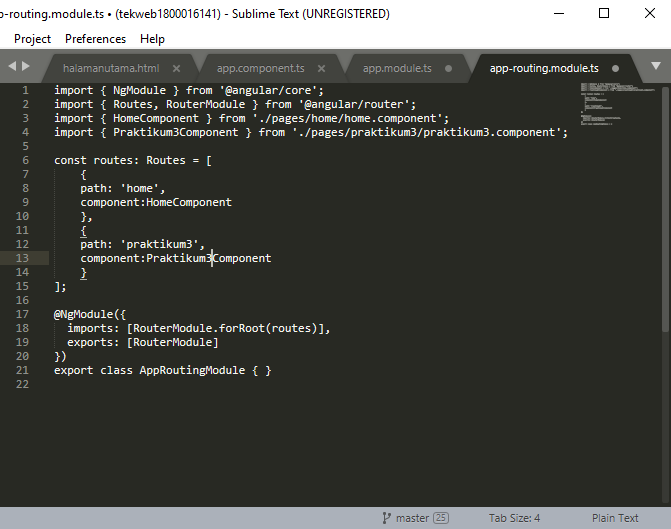 p-routing.module.ts • (tekweb1800016141) - Sublime Text (UNREGISTERED)
Project Preferences Help
halamanutama.html app.component.ts app.module.ts app-routing.module.ts
1 import { NgModule } from '@angular/core';
2 import { Routes, RouterModule } from '@angular/router';
3 import { HomeComponent } from './pages/home/home.component';
4 import { Praktikum3Component } from './pages/praktikum3/praktikum3.component';
5
6 const routes: Routes = [
7 {
8 path: 'home',
9 component:HomeComponent
10 },
11 {
12 path: 'praktikum3',
13 component:Praktikum3Component
14 }
15 ];
16
17 @NgModule({
18 imports: [RouterModule.forRoot(routes)],
19 exports: [RouterModule]
20 })
21 export class AppRoutingModule { }
22
master 25 Tab Size: 4 Plain Text